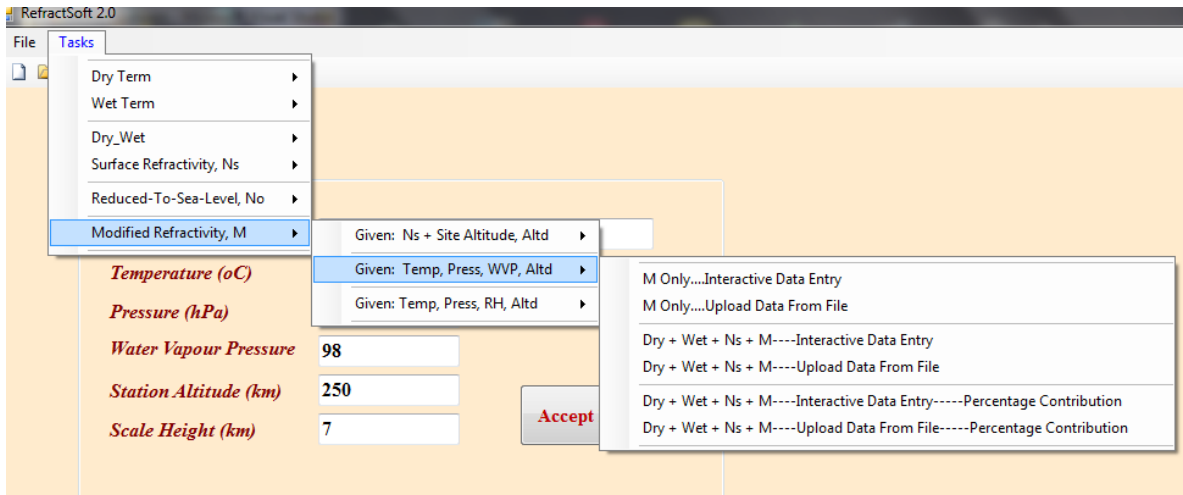 RefractSoft 2.0
File Tasks
Dry Term
Wet Term
Dry_Wet
Surface Refractivity, Ns
Reduced-To-Sea-Level, No
Modified Refractivity, M
Given: Ns + Site Altitude, Altd
Given: Temp, Press, WVP, Altd
Given: Temp, Press, RH, Altd
M Only....Interactive Data Entry
M Only....Upload Data From File
Dry + Wet + Ns + M----Interactive Data Entry
Dry + Wet + Ns + M----Upload Data From File
Dry + Wet + Ns + M----Interactive Data Entry-----Percentage Contribution
Dry + Wet + Ns + M----Upload Data From File-----Percentage Contribution
Temperature (oC)
Pressure (hPa)
Water Vapour Pressure 98
Station Altitude (km) 250
Scale Height (km) 7
Accept